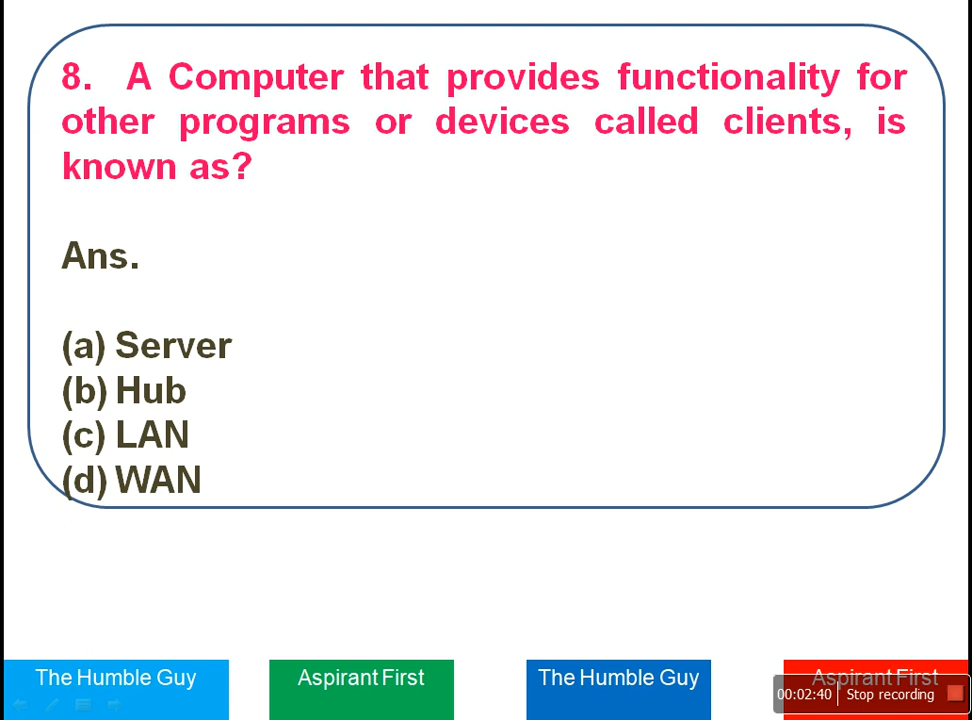 8. A Computer that provides functionality for
other programs or devices called clients, is
known as?
Ans.
(a) Server
(b) Hub
(c) LAN
(d) WAN
The Humble Guy
Aspirant First
The Humble Guy
Aspirant First
00:02:40 Stop recording